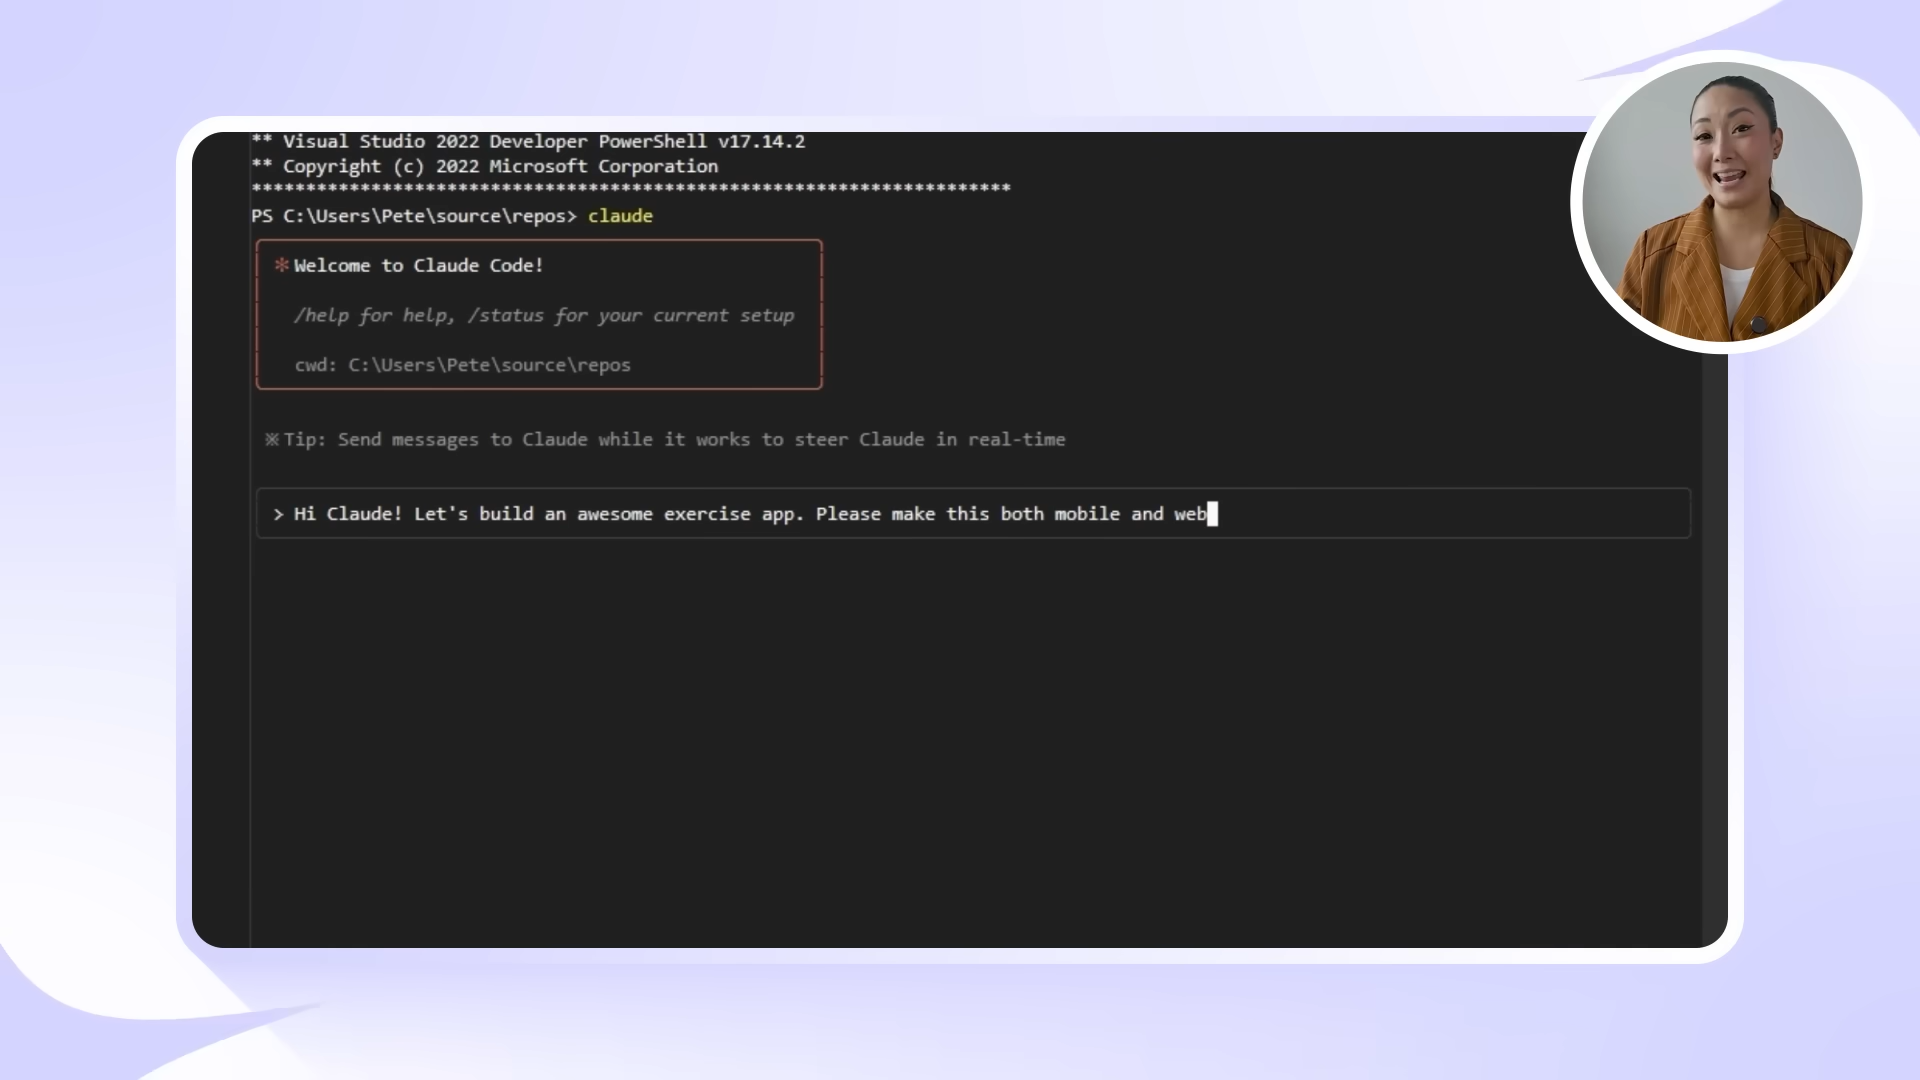 ** Visual Studio 2022 Developer PowerShell v17.14.2
** Copyright (c) 2022 Microsoft Corporation
**********************************************************************
PS C:\Users\Pete\source\repos> claude
✻ Welcome to Claude Code!
/help for help, /status for your current setup
cwd: C:\Users\Pete\source\repos
※ Tip: Send messages to Claude while it works to steer Claude in real-time
> Hi Claude! Let's build an awesome exercise app. Please make this both mobile and web